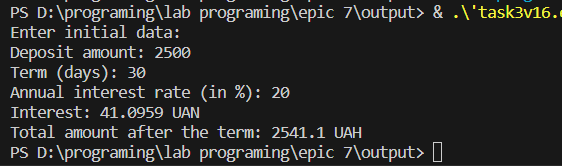 PS D:\programing\lab programing\epic 7\output> & .\'task3v16.
Enter initial data:
Deposit amount: 2500
Term (days): 30
Annual interest rate (in %): 20
Interest: 41.0959 UAN
Total amount after the term: 2541.1 UAH
PS D:\programing\lab programing\epic 7\output>